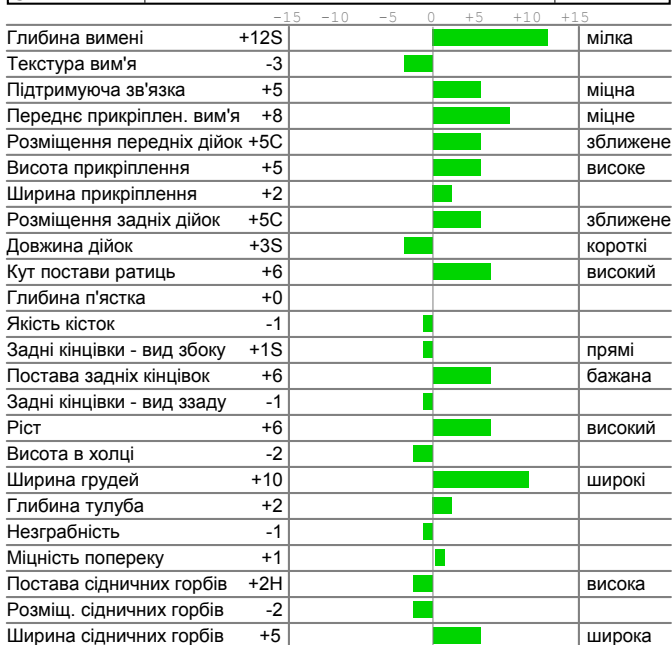 -15 -10 -5 0 +5 +10 +15
Глибина вимені +12S мілка
Текстура вим'я -3
Підтримуюча зв'язка +5 міцна
Переднє прикріплен. вим'я +8 міцне
Розміщення передніх дійок +5C зближене
Висота прикріплення +5 високе
Ширина прикріплення +2
Розміщення задніх дійок +5C зближене
Довжина дійок +3S короткі
Кут постави ратиць +6 високий
Глибина п'ястка +0
Якість кісток -1
Задні кінцівки - вид збоку +1S прямі
Постава задніх кінцівок +6 бажана
Задні кінцівки - вид ззаду -1
Ріст +6 високий
Висота в холці -2
Ширина грудей +10 широкі
Глибина тулуба +2
Незграбність -1
Міцність попереку +1
Постава сідничних горбів +2H висока
Розміщ. сідничних горбів -2
Ширина сідничних горбів +5 широка